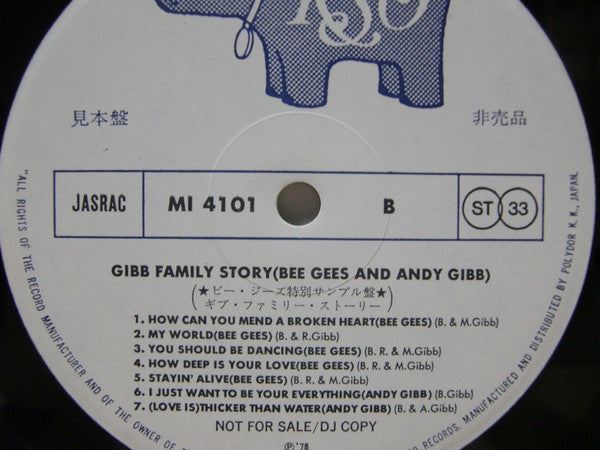 RSO
見本盤
非売品
JASRAC
MI 4101
B
ST 33
GIBB FAMILY STORY(BEE GEES AND ANDY GIBB)
(★ビー・ジーズ特別サンプル盤★
ギブ・ファミリー・ストーリー)
1. HOW CAN YOU MEND A BROKEN HEART(BEE GEES) (B. & M.Gibb)
2. MY WORLD(BEE GEES) (B. & R.Gibb)
3. YOU SHOULD BE DANCING(BEE GEES) (B. R. & M.Gibb)
4. HOW DEEP IS YOUR LOVE(BEE GEES) (B. R. & M.Gibb)
5. STAYIN' ALIVE(BEE GEES) (B. R. & M.Gibb)
6. I JUST WANT TO BE YOUR EVERYTHING(ANDY GIBB) (B.Gibb)
7. (LOVE IS)THICKER THAN WATER(ANDY GIBB) (B. & A.Gibb)
NOT FOR SALE/DJ COPY
Ⓟ'78
"ALL RIGHTS OF THE RECORD MANUFACTURER AND OF THE OWNER OF
RECORDS. MANUFACTURED AND DISTRIBUTED BY POLYDOR K. K., JAPAN.